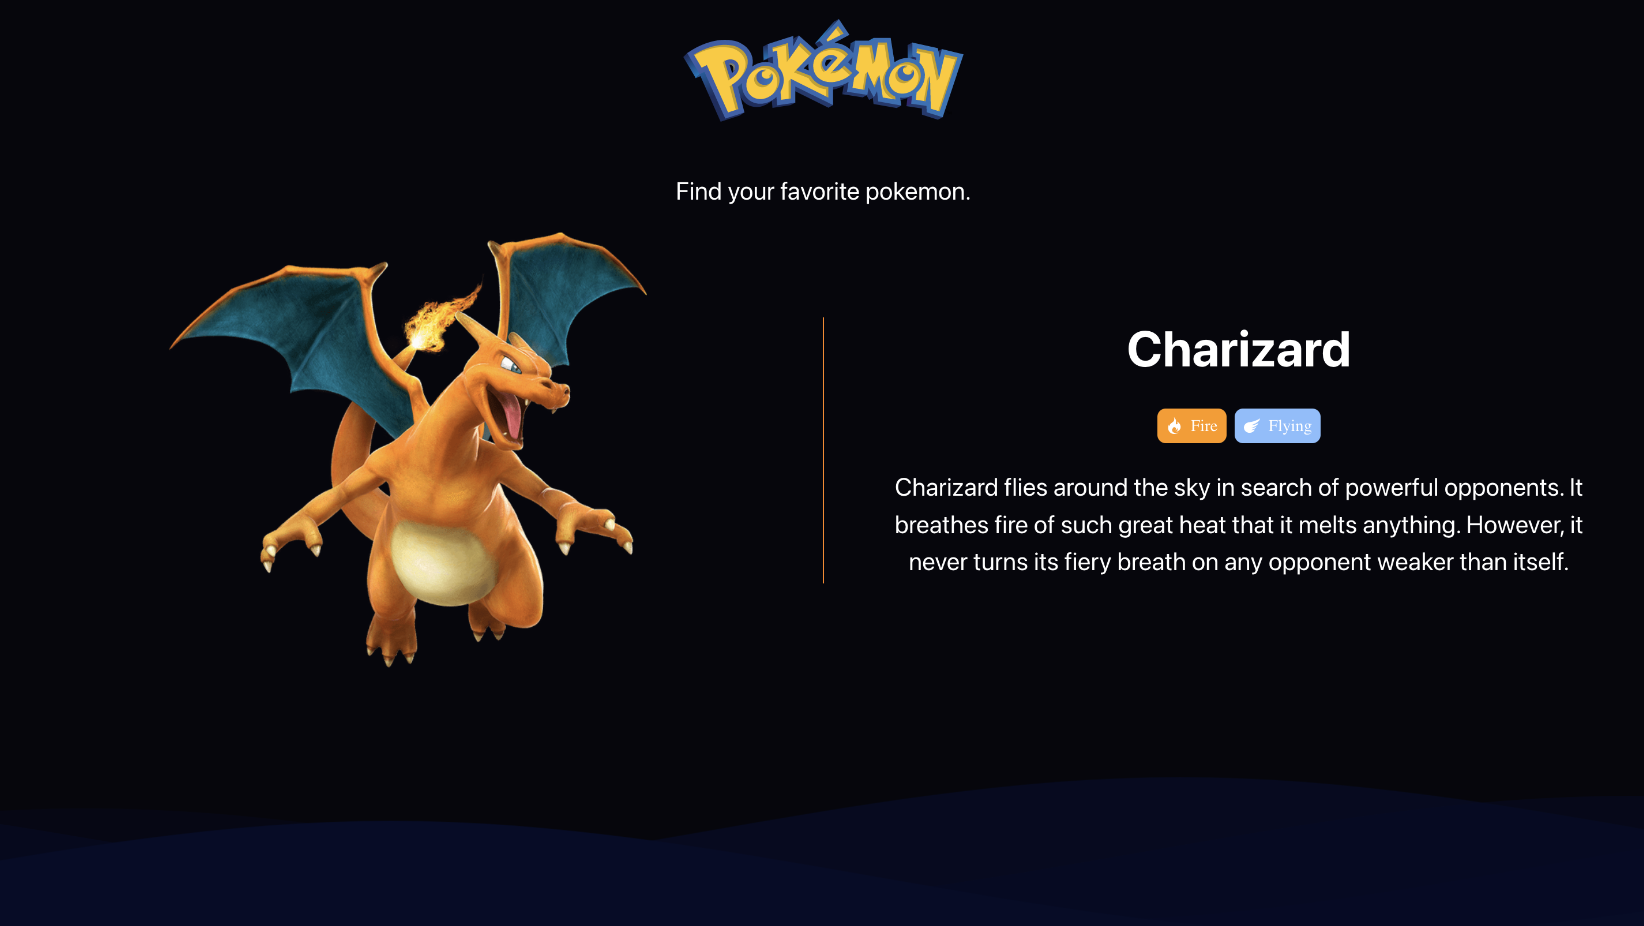 POKÉMON
Find your favorite pokemon.
Charizard
Fire
Flying
Charizard flies around the sky in search of powerful opponents. It
breathes fire of such great heat that it melts anything. However, it
never turns its fiery breath on any opponent weaker than itself.